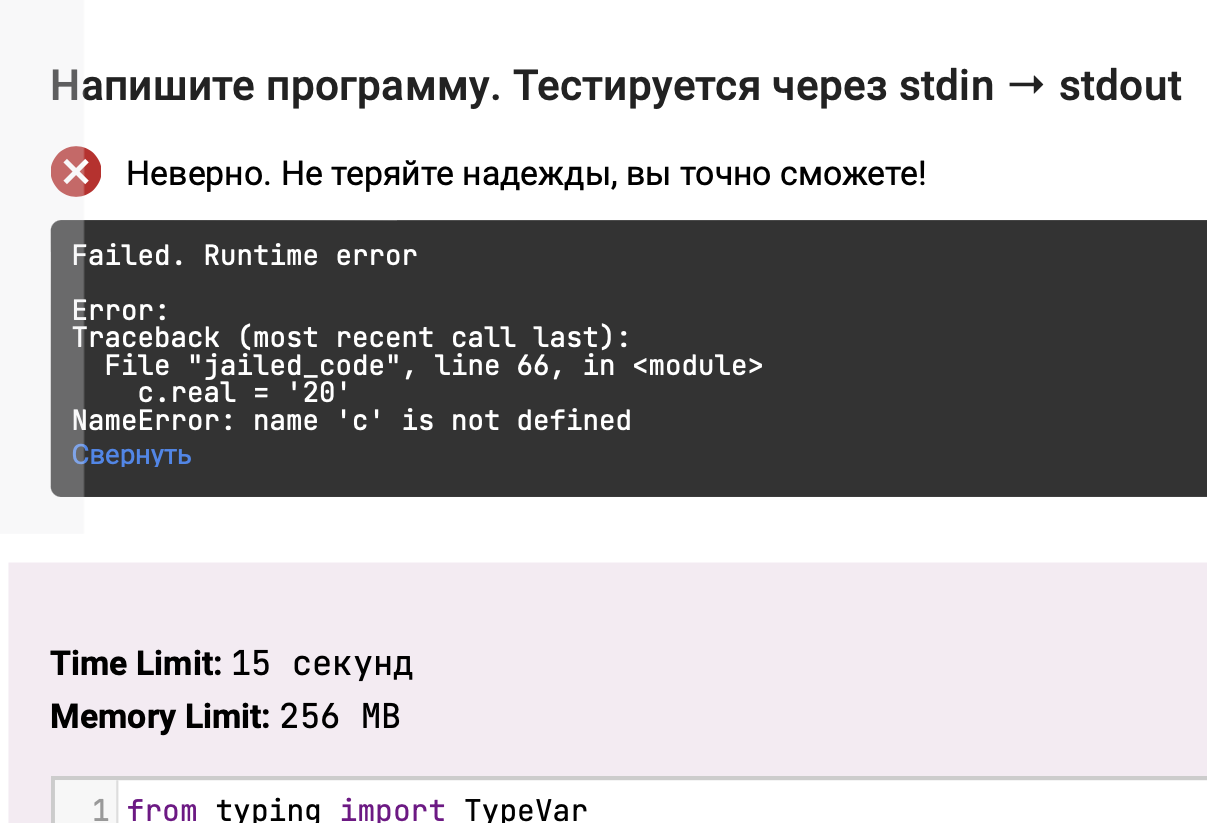 Напишите программу. Тестируется через stdin → stdout
Неверно. Не теряйте надежды, вы точно сможете!
Failed. Runtime error
Error:
Traceback (most recent call last):
  File "jailed_code", line 66, in <module>
    c.real = '20'
NameError: name 'c' is not defined
Свернуть
Time Limit: 15 секунд
Memory Limit: 256 MB
1 from typing import TypeVar